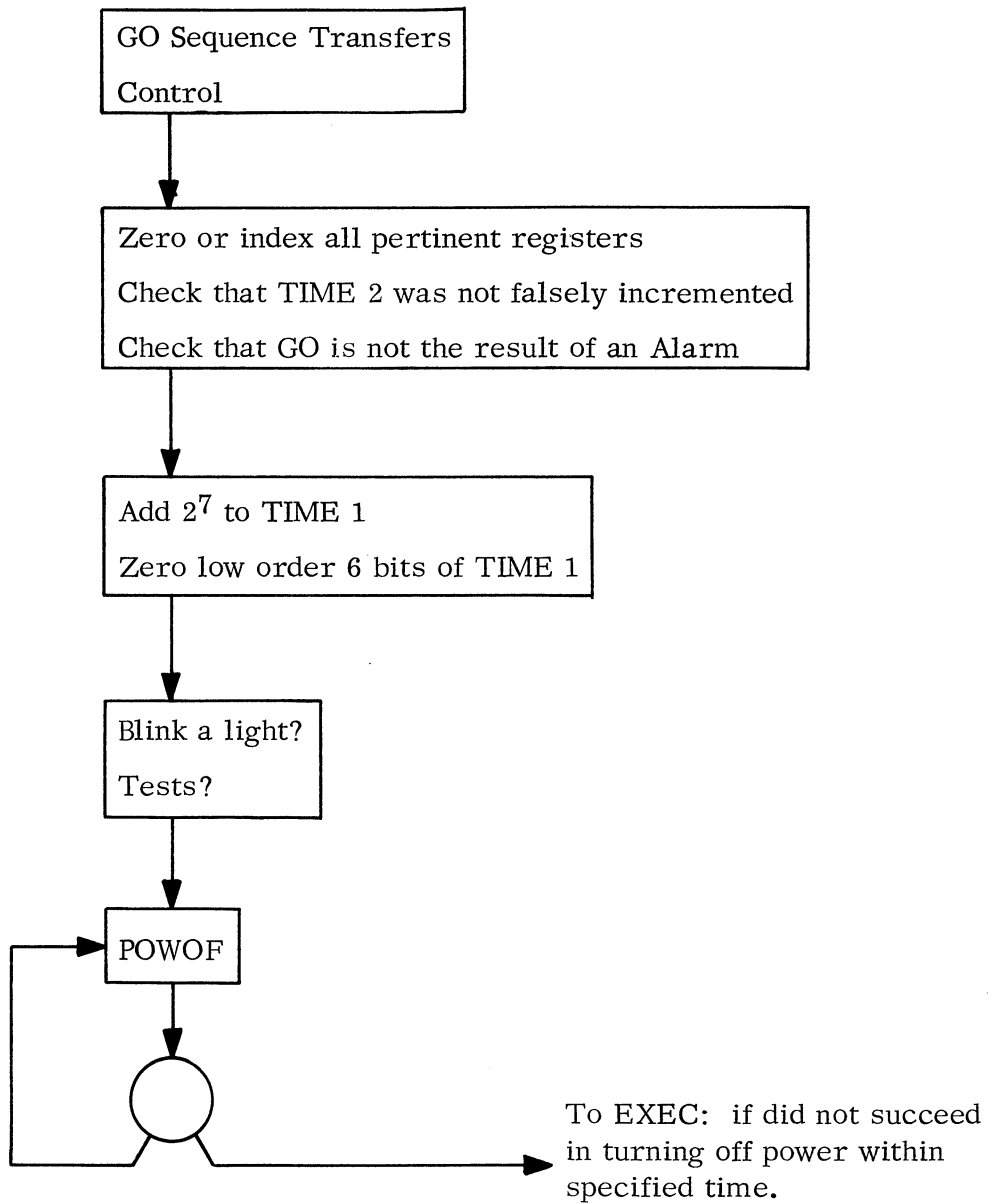 GO Sequence Transfers
Control
Zero or index all pertinent registers
Check that TIME 2 was not falsely incremented
Check that GO is not the result of an Alarm
Add 2⁷ to TIME 1
Zero low order 6 bits of TIME 1
Blink a light?
Tests?
POWOF
To EXEC: if did not succeed
in turning off power within
specified time.